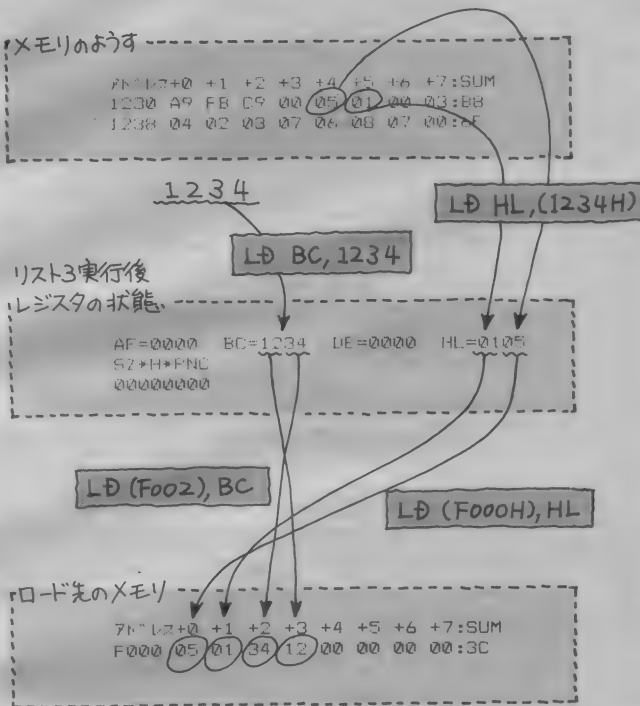 メモリのようす
アドレス+0 +1 +2 +3 +4 +5 +6 +7:SUM
1230 A9 FB C9 00 05 01 00 03:BB
1238 04 02 03 07 06 08 07 00:6F
1234
LD HL,(1234H)
LD BC, 1234
リスト3実行後
レジスタの状態
AF=0000 BC=1234 DE=0000 HL=0105
SZ*H*PNC
00000000
LD (F002), BC
LD (F000H), HL
ロード先のメモリ
アドレス+0 +1 +2 +3 +4 +5 +6 +7:SUM
F000 05 01 34 12 00 00 00 00:3C